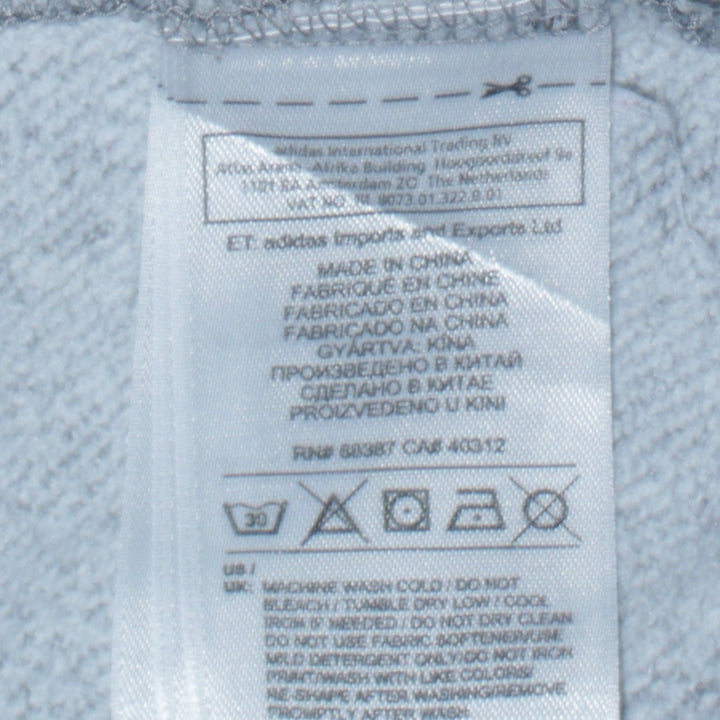 adidas International Trading BV
Atlas Arena - Afrika Building Hoogoorddreef 9a
1101 BA Amsterdam ZO The Netherlands
VAT NO. 8073.01.322.B.01
ET: adidas Imports and Exports Ltd
MADE IN CHINA
FABRIQUÉ EN CHINE
FABRICADO EN CHINA
FABRICADO NA CHINA
GYÁRTVA: KÍNA
ПРОИЗВЕДЕНО В КИТАЙ
СДЕЛАНО В КИТАЕ
PROIZVEDENO U KINI
RN# 88387 CA# 40312
30
US /
UK: MACHINE WASH COLD / DO NOT
BLEACH / TUMBLE DRY LOW / COOL
IRON IF NEEDED / DO NOT DRY CLEAN
DO NOT USE FABRIC SOFTENER/USE
MILD DETERGENT ONLY/DO NOT IRON
PRINT/WASH WITH LIKE COLORS/
RE-SHAPE AFTER WASHING/REMOVE
PROMPTLY AFTER WASH